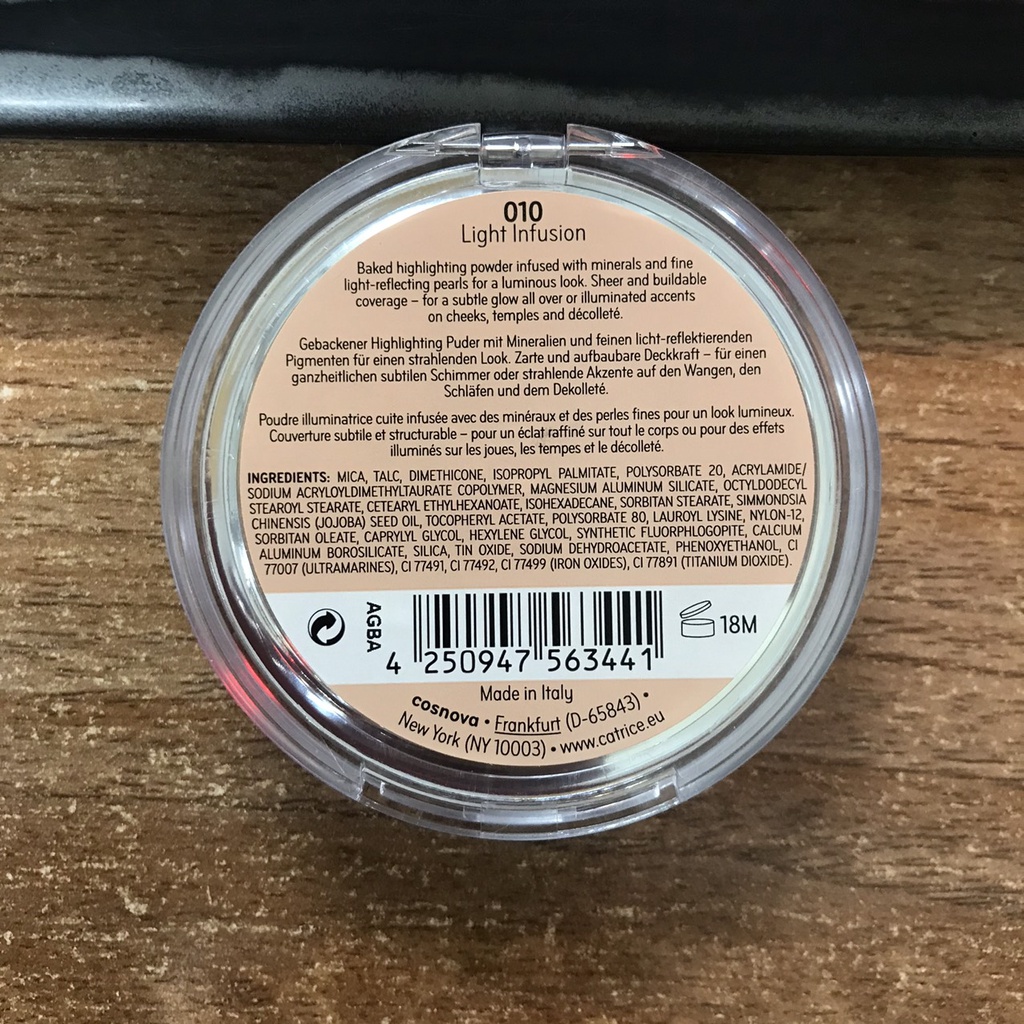 010
Light Infusion
Baked highlighting powder infused with minerals and fine
light-reflecting pearls for a luminous look. Sheer and buildable
coverage – for a subtle glow all over or illuminated accents
on cheeks, temples and décolleté.
Gebackener Highlighting Puder mit Mineralien und feinen licht-reflektierenden
Pigmenten für einen strahlenden Look. Zarte und aufbaubare Deckkraft – für einen
ganzheitlichen subtilen Schimmer oder strahlende Akzente auf den Wangen, den
Schläfen und dem Dekolleté.
Poudre illuminatrice cuite infusée avec des minéraux et des perles fines pour un look lumineux.
Couverture subtile et structurable – pour un éclat raffiné sur tout le corps ou pour des effets
illuminés sur les joues, les tempes et le décolleté.
INGREDIENTS: MICA, TALC, DIMETHICONE, ISOPROPYL PALMITATE, POLYSORBATE 20, ACRYLAMIDE/
SODIUM ACRYLOYLDIMETHYLTAURATE COPOLYMER, MAGNESIUM ALUMINUM SILICATE, OCTYLDODECYL
STEAROYL STEARATE, CETEARYL ETHYLHEXANOATE, ISOHEXADECANE, SORBITAN STEARATE, SIMMONDSIA
CHINENSIS (JOJOBA) SEED OIL, TOCOPHERYL ACETATE, POLYSORBATE 80, LAUROYL LYSINE, NYLON-12,
SORBITAN OLEATE, CAPRYLYL GLYCOL, HEXYLENE GLYCOL, SYNTHETIC FLUORPHLOGOPITE, CALCIUM
ALUMINUM BOROSILICATE, SILICA, TIN OXIDE, SODIUM DEHYDROACETATE, PHENOXYETHANOL, CI
77007 (ULTRAMARINES), CI 77491, CI 77492, CI 77499 (IRON OXIDES), CI 77891 (TITANIUM DIOXIDE).
AGBA
4 250947 563441
18M
Made in Italy
cosnova • Frankfurt (D-65843) •
New York (NY 10003) • www.catrice.eu